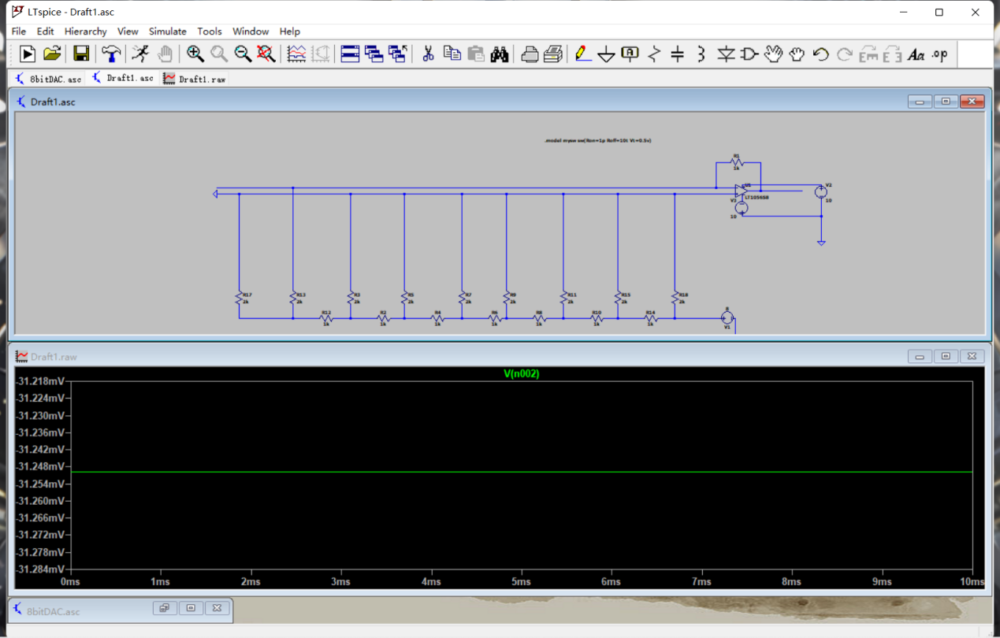 LTspice - Draft1.asc
File Edit Hierarchy View Simulate Tools Window Help
8bitDAC.asc Draft1.asc Draft1.raw
Draft1.asc
.model mysw sw(Ron=1p Roff=10t Vt=0.5v)
R1
1k
U1
V2
LT1056S8
V3
10
10
R17 R13 R3 R5 R7 R9 R11 R15 R18
2k 2k 2k 2k 2k 2k 2k 2k 2k
R12 R2 R4 R6 R8 R10 R14
1k 1k 1k 1k 1k 1k 1k
8
V1
Draft1.raw
V(n002)
-31.218mV
-31.224mV
-31.230mV
-31.236mV
-31.242mV
-31.248mV
-31.254mV
-31.260mV
-31.266mV
-31.272mV
-31.278mV
-31.284mV
0ms 1ms 2ms 3ms 4ms 5ms 6ms 7ms 8ms 9ms 10ms
8bitDAC.asc